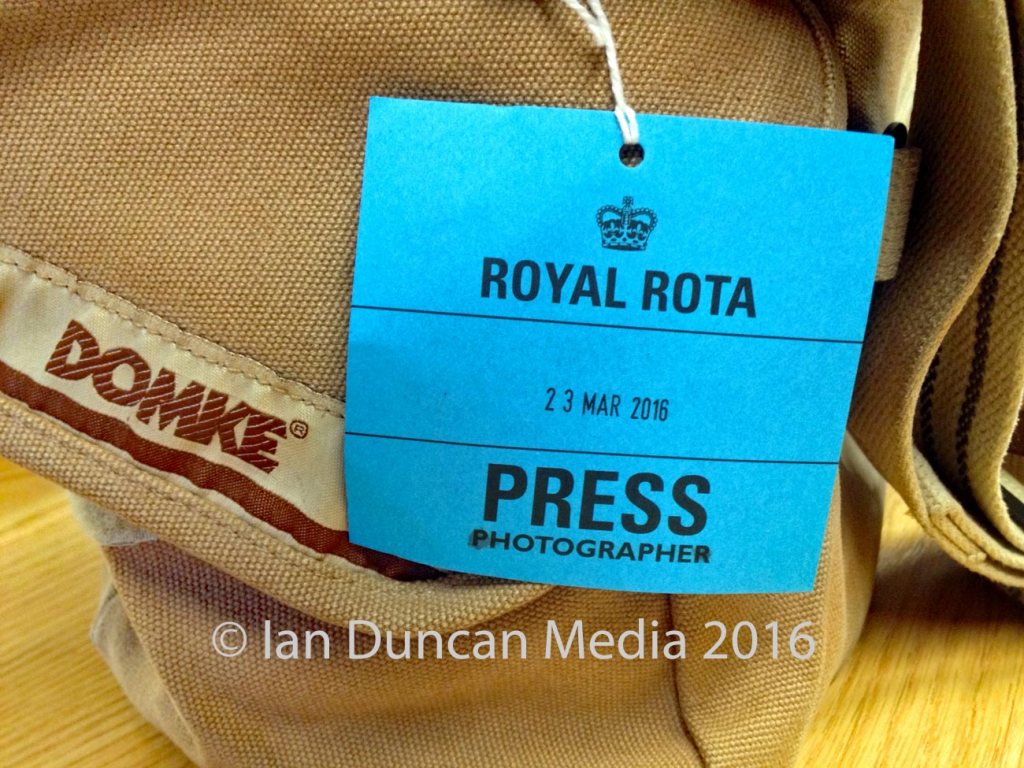 ROYAL ROTA
23 MAR 2016
PRESS
PHOTOGRAPHER
DOMKE®
© Ian Duncan Media 2016